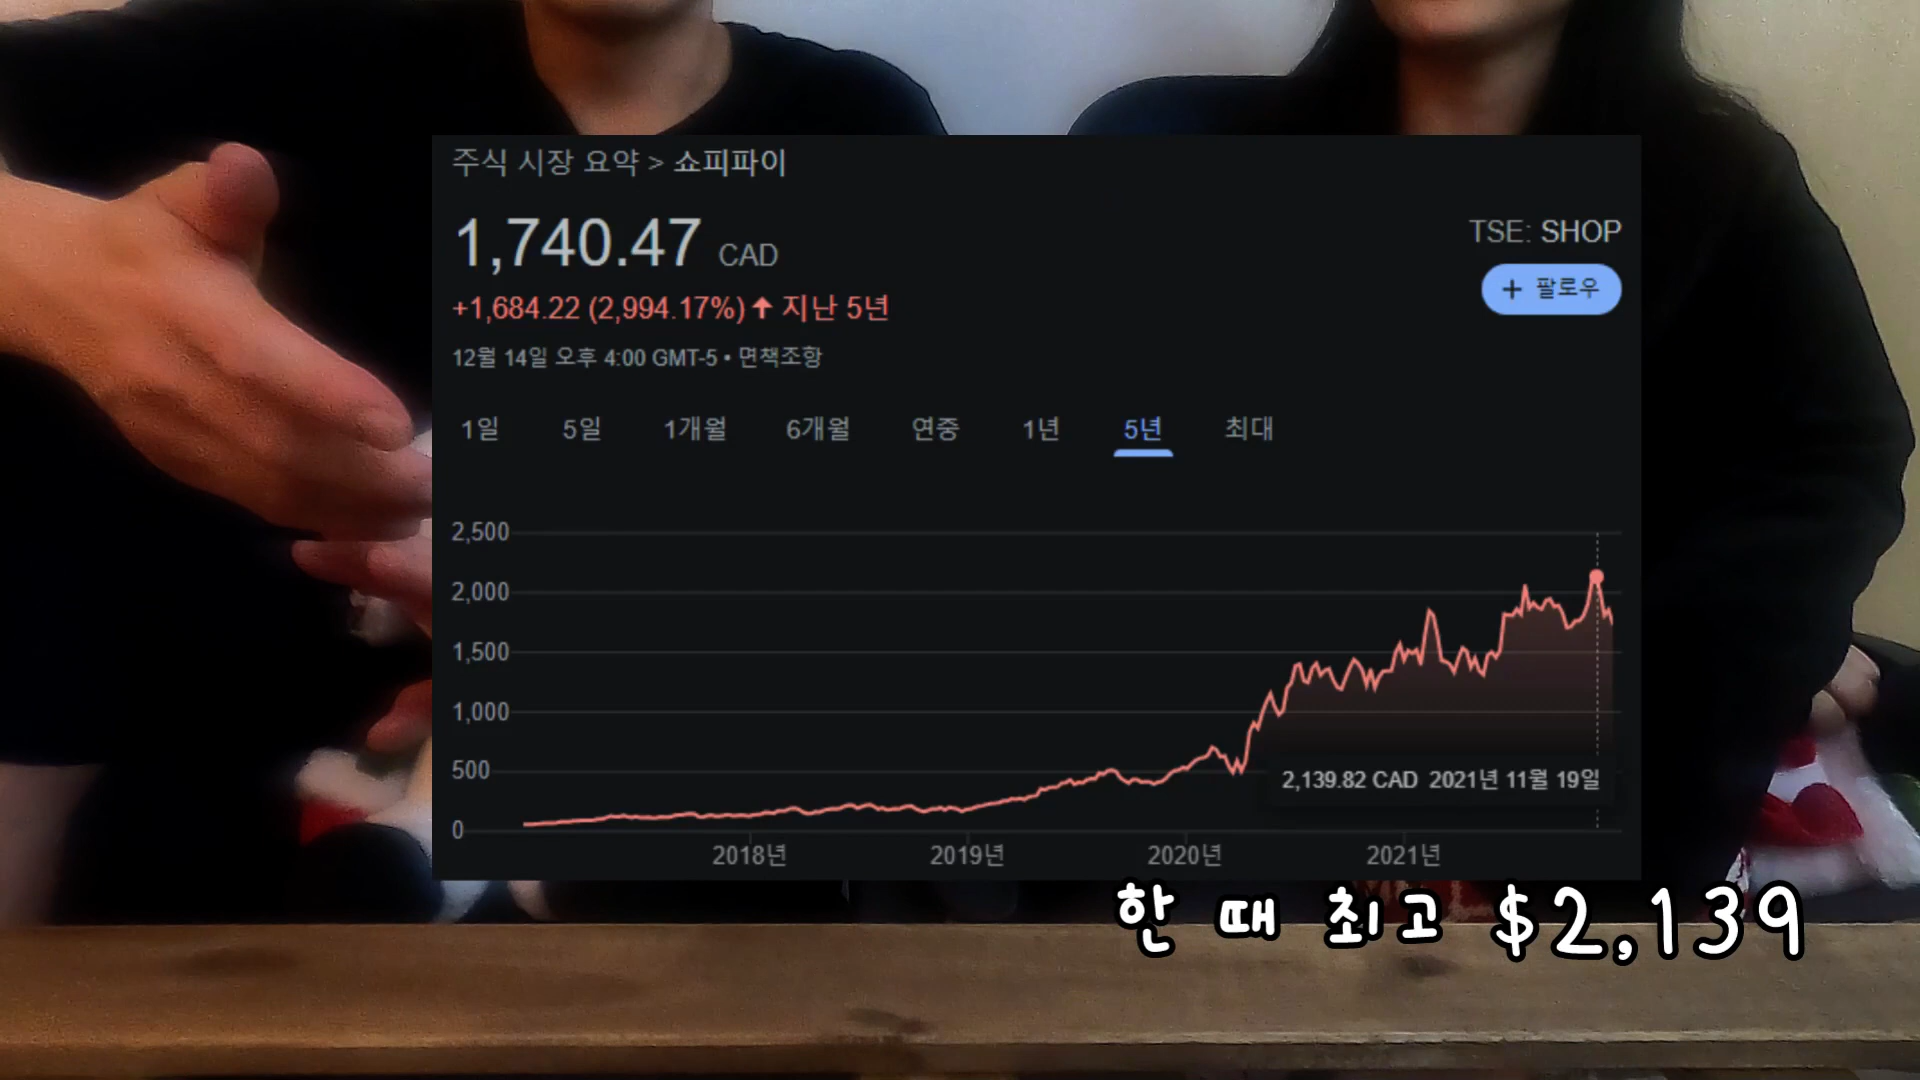 주식 시장 요약 > 쇼피파이
1,740.47 CAD
TSE: SHOP
+ 팔로우
+1,684.22 (2,994.17%) ↑ 지난 5년
12월 14일 오후 4:00 GMT-5 • 면책조항
1일 5일 1개월 6개월 연중 1년 5년 최대
2,500
2,000
1,500
1,000
500
0
2,139.82 CAD 2021년 11월 19일
2018년 2019년 2020년 2021년
한 때 최고 $2,139